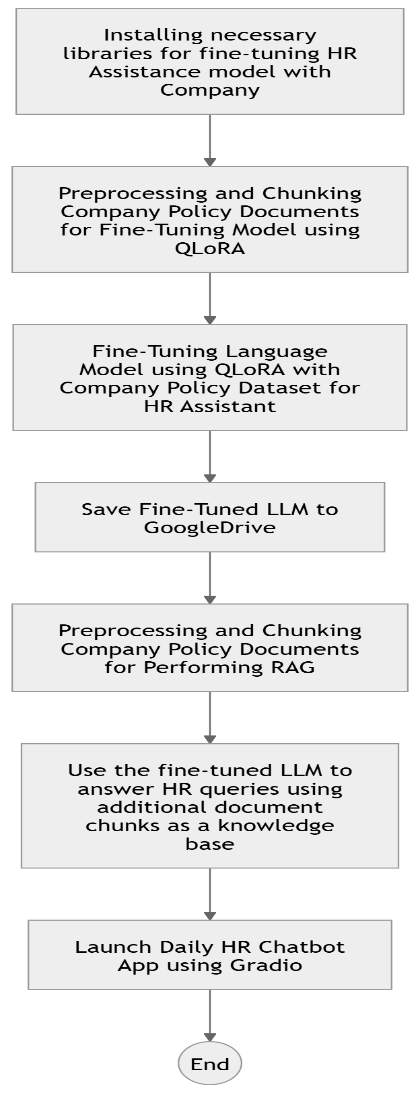 Installing necessary
libraries for fine-tuning HR
Assistance model with
Company
Preprocessing and Chunking
Company Policy Documents
for Fine-Tuning Model using
QLoRA
Fine-Tuning Language
Model using QLoRA with
Company Policy Dataset for
HR Assistant
Save Fine-Tuned LLM to
GoogleDrive
Preprocessing and Chunking
Company Policy Documents
for Performing RAG
Use the fine-tuned LLM to
answer HR queries using
additional document
chunks as a knowledge
base
Launch Daily HR Chatbot
App using Gradio
End